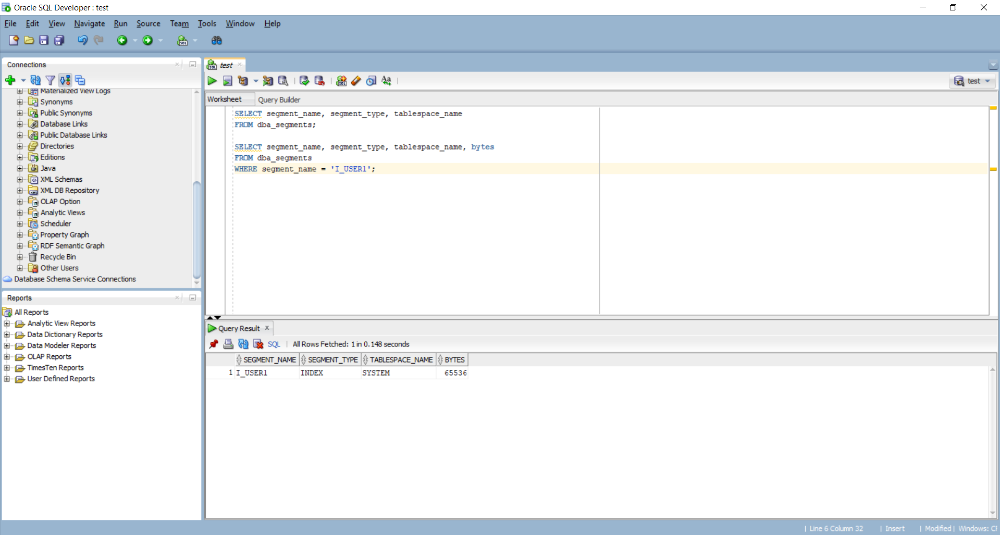 Oracle SQL Developer : test
File Edit View Navigate Run Source Team Tools Window Help
Connections
Materialized View Logs
Synonyms
Public Synonyms
Database Links
Public Database Links
Directories
Editions
Java
XML Schemas
XML DB Repository
OLAP Option
Analytic Views
Scheduler
Property Graph
RDF Semantic Graph
Recycle Bin
Other Users
Database Schema Service Connections
Reports
All Reports
Analytic View Reports
Data Dictionary Reports
Data Modeler Reports
OLAP Reports
TimesTen Reports
User Defined Reports
test
test
Worksheet Query Builder
SELECT segment_name, segment_type, tablespace_name
FROM dba_segments;
SELECT segment_name, segment_type, tablespace_name, bytes
FROM dba_segments
WHERE segment_name = 'I_USER1';
Query Result x
SQL | All Rows Fetched: 1 in 0.148 seconds
SEGMENT_NAME SEGMENT_TYPE TABLESPACE_NAME BYTES
1 I_USER1 INDEX SYSTEM 65536
| Line 6 Column 32 | Insert | Modified | Windows: CF